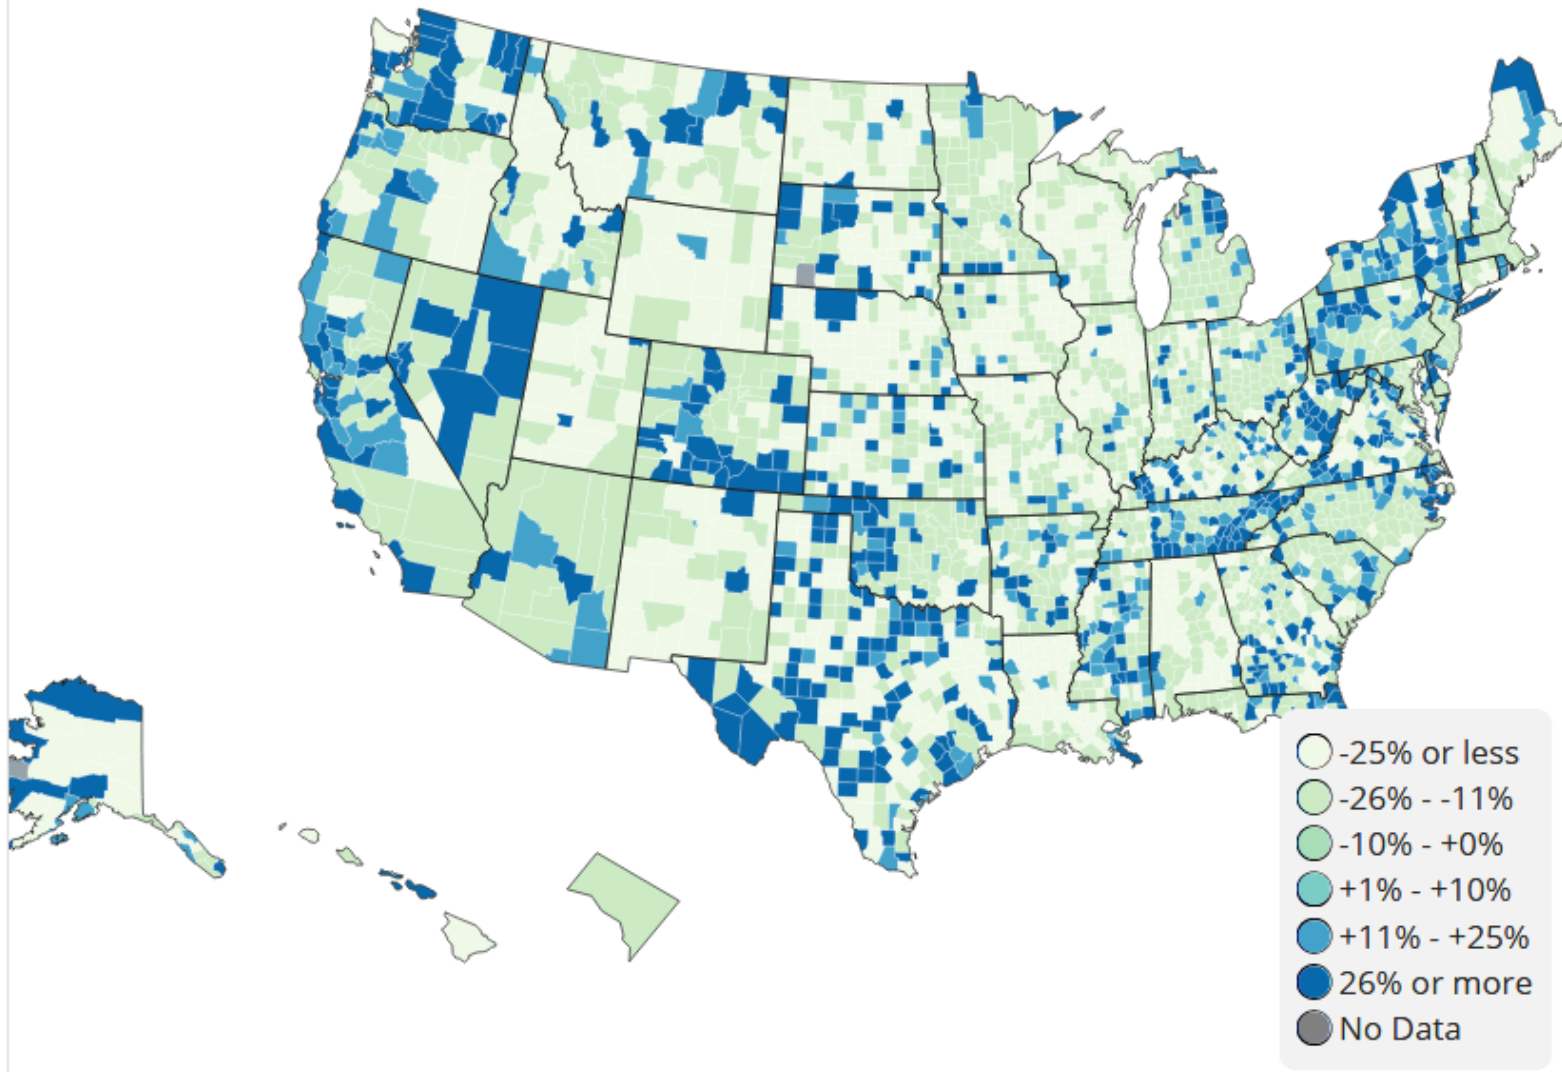 -25% or less
-26% - -11%
-10% - +0%
+1% - +10%
+11% - +25%
26% or more
No Data